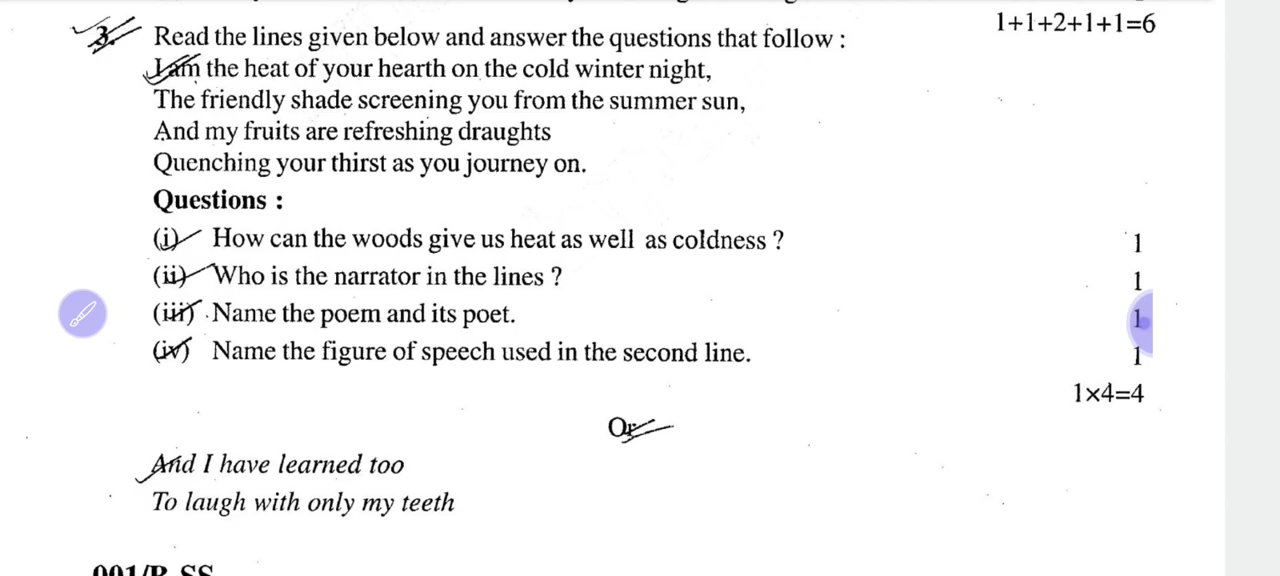 1+1+2+1+1=6
3. Read the lines given below and answer the questions that follow :
I am the heat of your hearth on the cold winter night,
The friendly shade screening you from the summer sun,
And my fruits are refreshing draughts
Quenching your thirst as you journey on.
Questions :
(i) How can the woods give us heat as well as coldness ? 1
(ii) Who is the narrator in the lines ? 1
(iii) Name the poem and its poet. 1
(iv) Name the figure of speech used in the second line. 1
1×4=4
Or
And I have learned too
To laugh with only my teeth
001/B SS